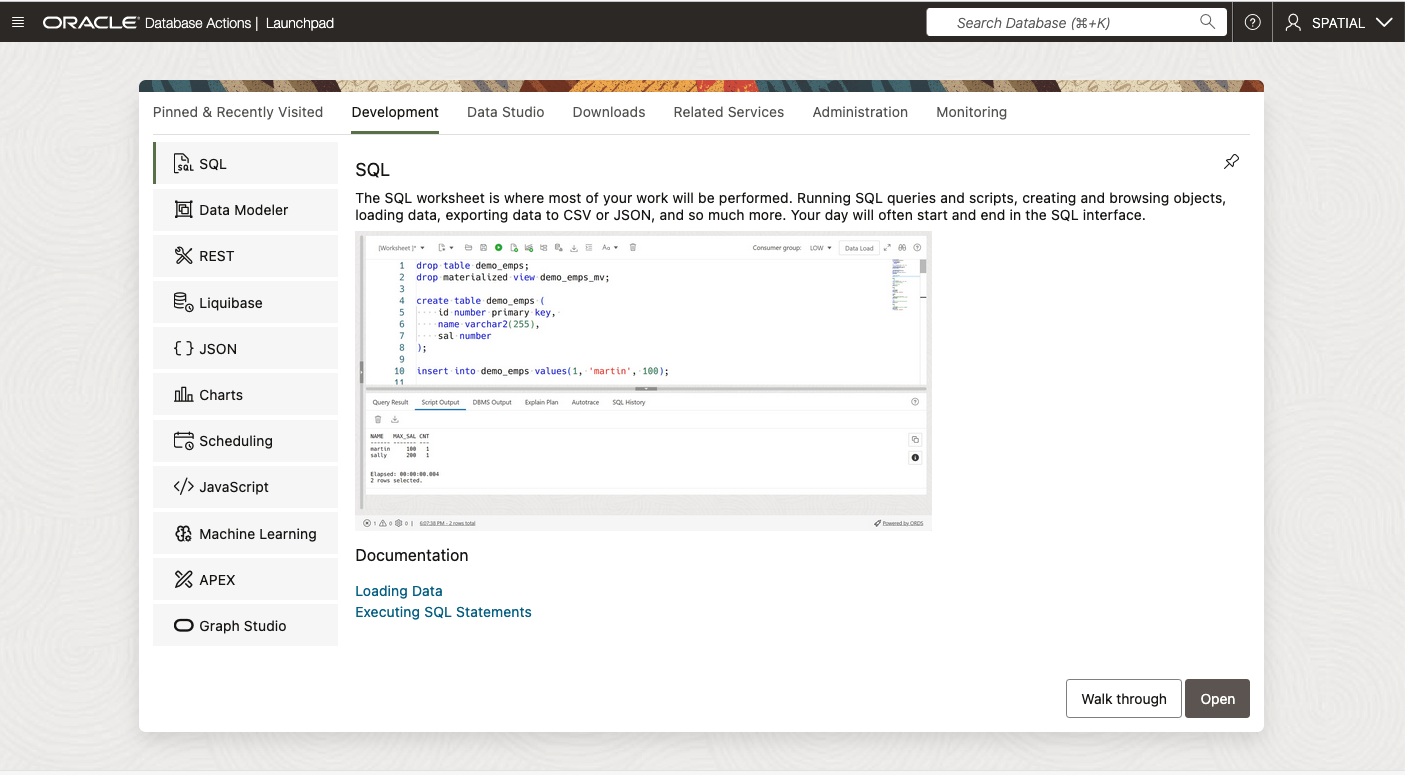 ORACLE Database Actions | Launchpad
Search Database (⌘+K)
SPATIAL
Pinned & Recently Visited
Development
Data Studio
Downloads
Related Services
Administration
Monitoring
SQL
Data Modeler
REST
Liquibase
JSON
Charts
Scheduling
JavaScript
Machine Learning
APEX
Graph Studio
SQL
The SQL worksheet is where most of your work will be performed. Running SQL queries and scripts, creating and browsing objects,
loading data, exporting data to CSV or JSON, and so much more. Your day will often start and end in the SQL interface.
[Worksheet]*
Aa
Consumer group: LOW
Data Load
1 drop table demo_emps;
2 drop materialized view demo_emps_mv;
3
4 create table demo_emps (
5 id number primary key,
6 name varchar2(255),
7 sal number
8 );
9
10 insert into demo_emps values(1, 'martin', 100);
11
Query Result
Script Output
DBMS Output
Explain Plan
Autotrace
SQL History
NAME MAX_SAL CNT
------ ------- ---
martin 100 1
sally 200 1
Elapsed: 00:00:00.004
2 rows selected.
1 0 0 | 6:07:18 PM - 2 rows total
Powered by ORDS
Documentation
Loading Data
Executing SQL Statements
Walk through
Open